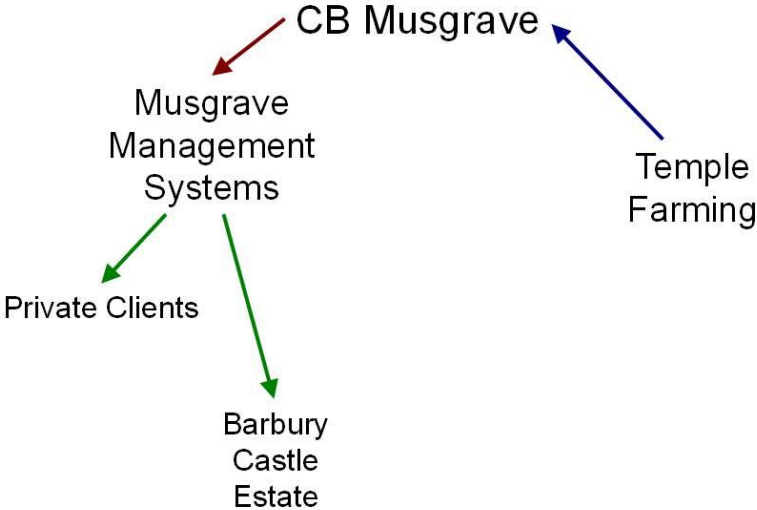 CB Musgrave
Musgrave
Management
Systems
Temple
Farming
Private Clients
Barbury
Castle
Estate